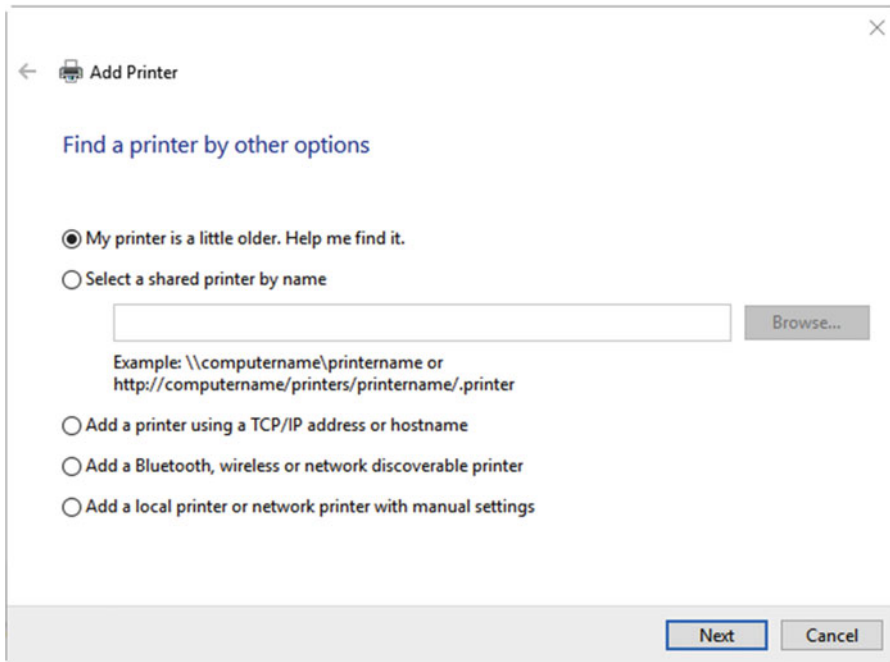 Add Printer
Find a printer by other options
My printer is a little older. Help me find it.
Select a shared printer by name
Browse...
Example: \\computername\printername or
http://computername/printers/printername/.printer
Add a printer using a TCP/IP address or hostname
Add a Bluetooth, wireless or network discoverable printer
Add a local printer or network printer with manual settings
Next
Cancel